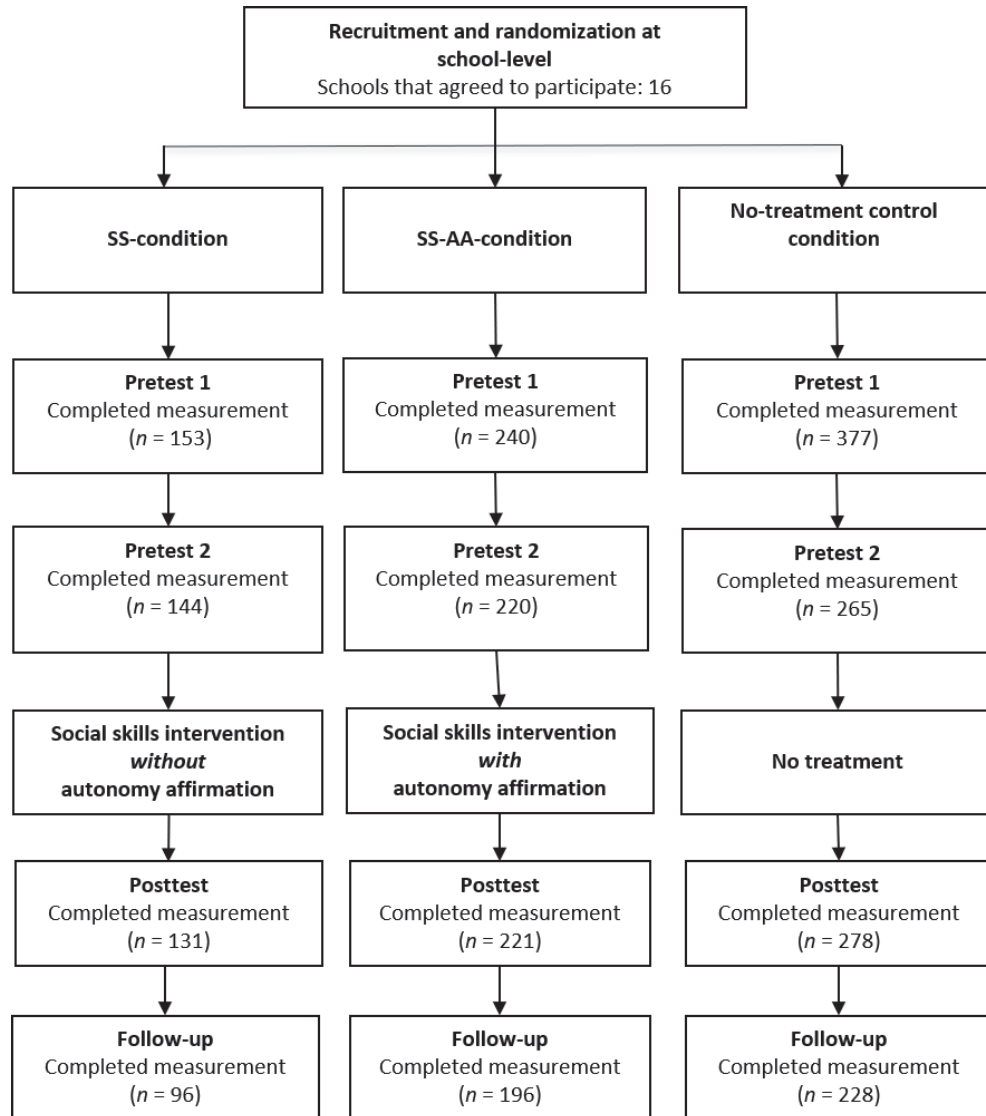 Recruitment and randomization at
school-level
Schools that agreed to participate: 16
SS-condition
SS-AA-condition
No-treatment control
condition
Pretest 1
Completed measurement
(n = 153)
Pretest 1
Completed measurement
(n = 240)
Pretest 1
Completed measurement
(n = 377)
Pretest 2
Completed measurement
(n = 144)
Pretest 2
Completed measurement
(n = 220)
Pretest 2
Completed measurement
(n = 265)
Social skills intervention
without
autonomy affirmation
Social skills intervention
with
autonomy affirmation
No treatment
Posttest
Completed measurement
(n = 131)
Posttest
Completed measurement
(n = 221)
Posttest
Completed measurement
(n = 278)
Follow-up
Completed measurement
(n = 96)
Follow-up
Completed measurement
(n = 196)
Follow-up
Completed measurement
(n = 228)